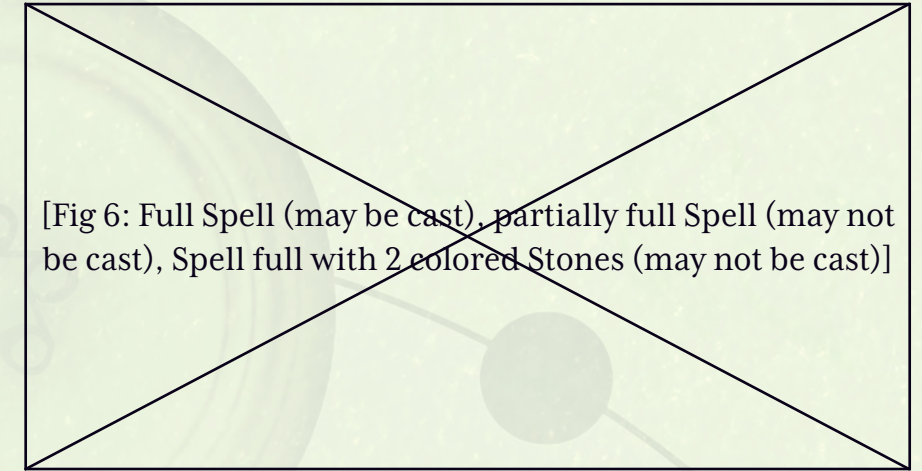 [Fig 6: Full Spell (may be cast), partially full Spell (may not
be cast), Spell full with 2 colored Stones (may not be cast)]